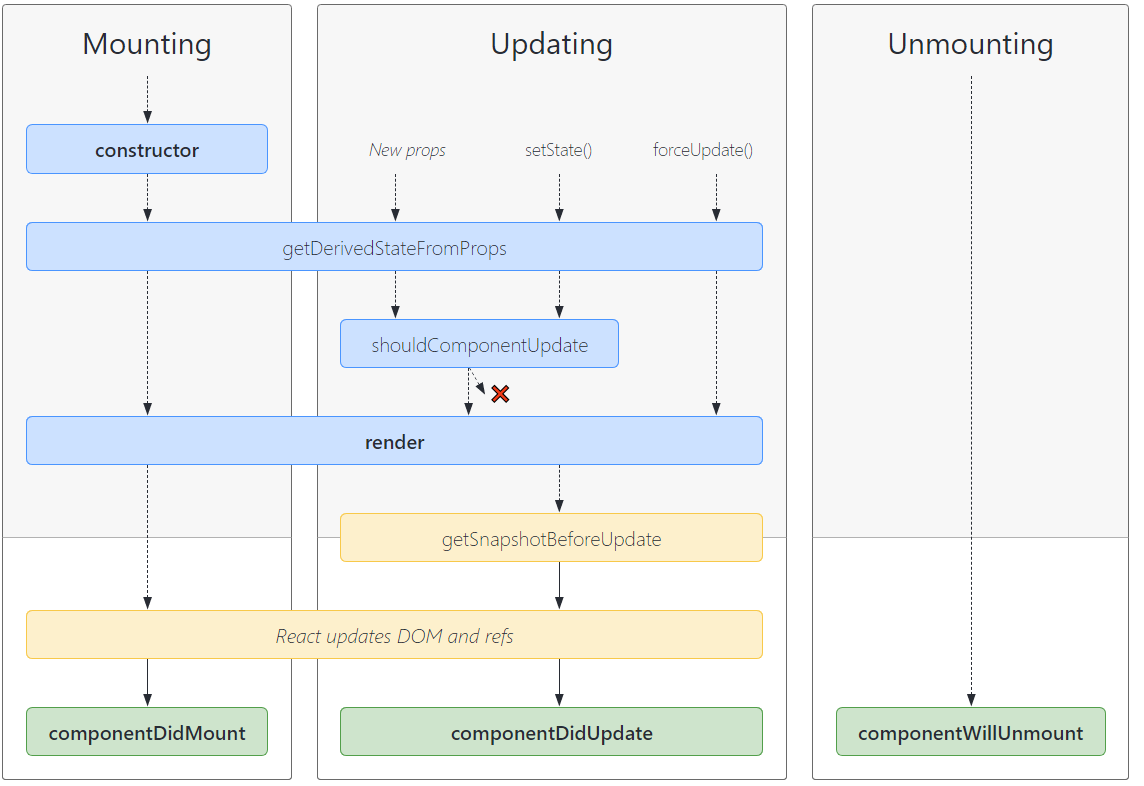 Mounting
Updating
Unmounting
constructor
New props
setState()
forceUpdate()
getDerivedStateFromProps
shouldComponentUpdate
render
getSnapshotBeforeUpdate
React updates DOM and refs
componentDidMount
componentDidUpdate
componentWillUnmount